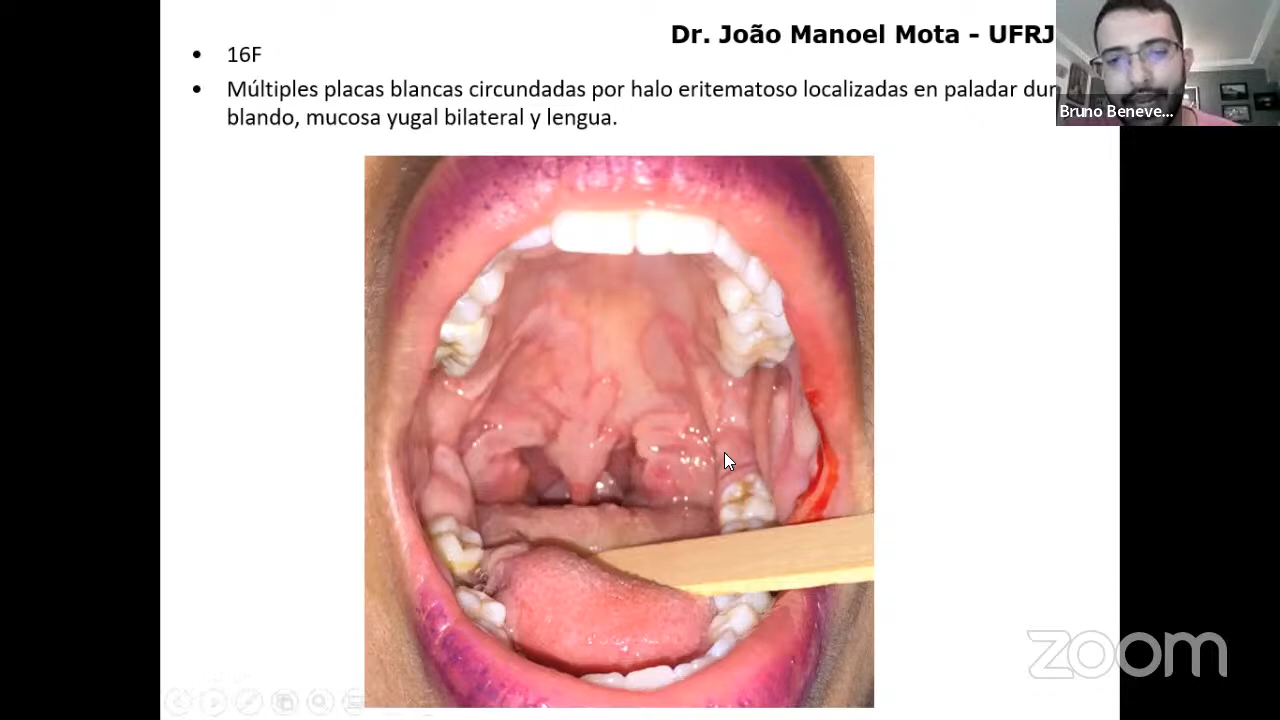 Dr. João Manoel Mota - UFRJ
16F
Múltiples placas blancas circundadas por halo eritematoso localizadas en paladar
blando, mucosa yugal bilateral y lengua.
Bruno Beneve...
zoom